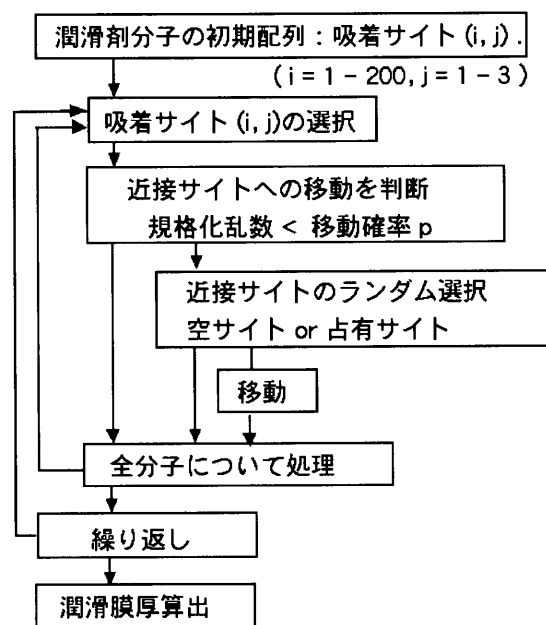 潤滑剤分子の初期配列：吸着サイト(i, j) .
(i = 1 − 200, j = 1 − 3)
吸着サイト(i, j)の選択
近接サイトへの移動を判断
規格化乱数 < 移動確率 p
近接サイトのランダム選択
空サイト or 占有サイト
移動
全分子について処理
繰り返し
潤滑膜厚算出